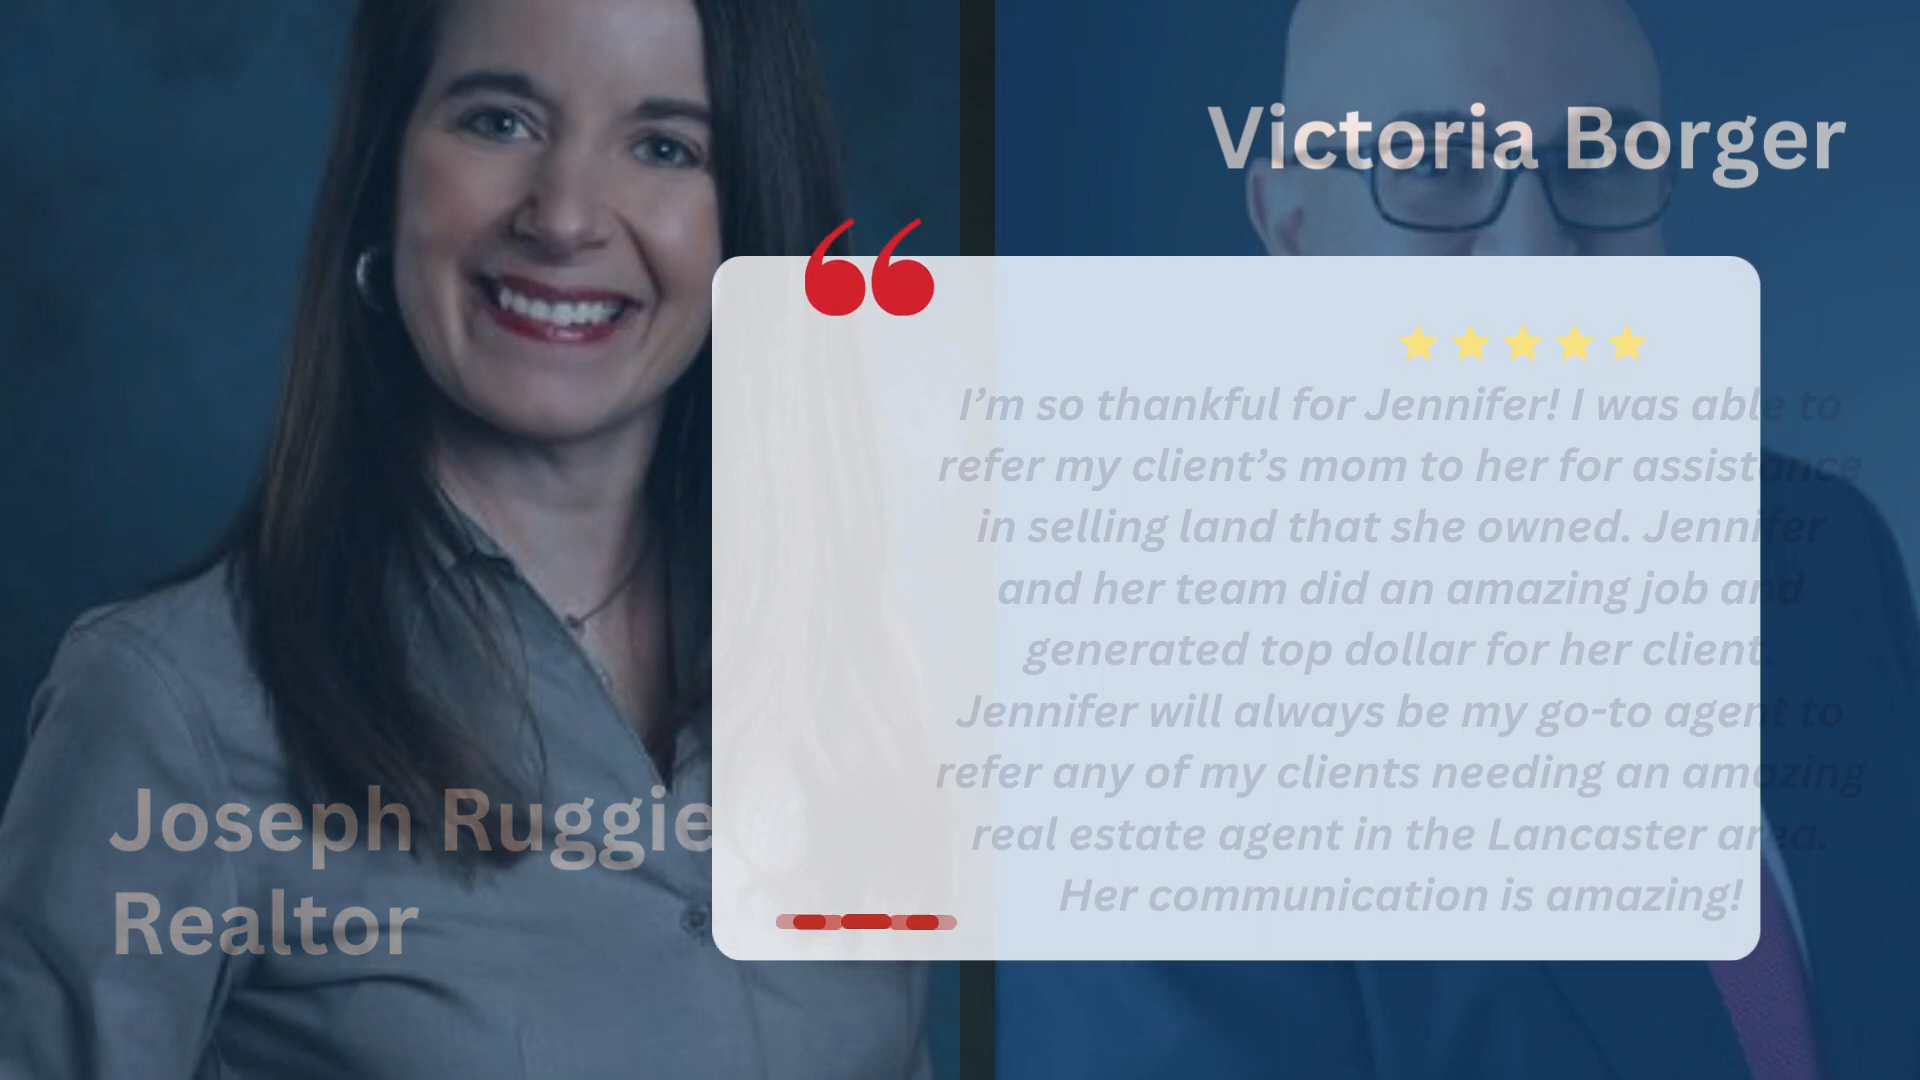 Victoria Borger
I’m so thankful for Jennifer! I was able to
refer my client’s mom to her for assistance
in selling land that she owned. Jennifer
and her team did an amazing job and
generated top dollar for her client.
Jennifer will always be my go-to agent to
refer any of my clients needing an amazing
real estate agent in the Lancaster area.
Her communication is amazing!
Joseph Ruggie
Realtor